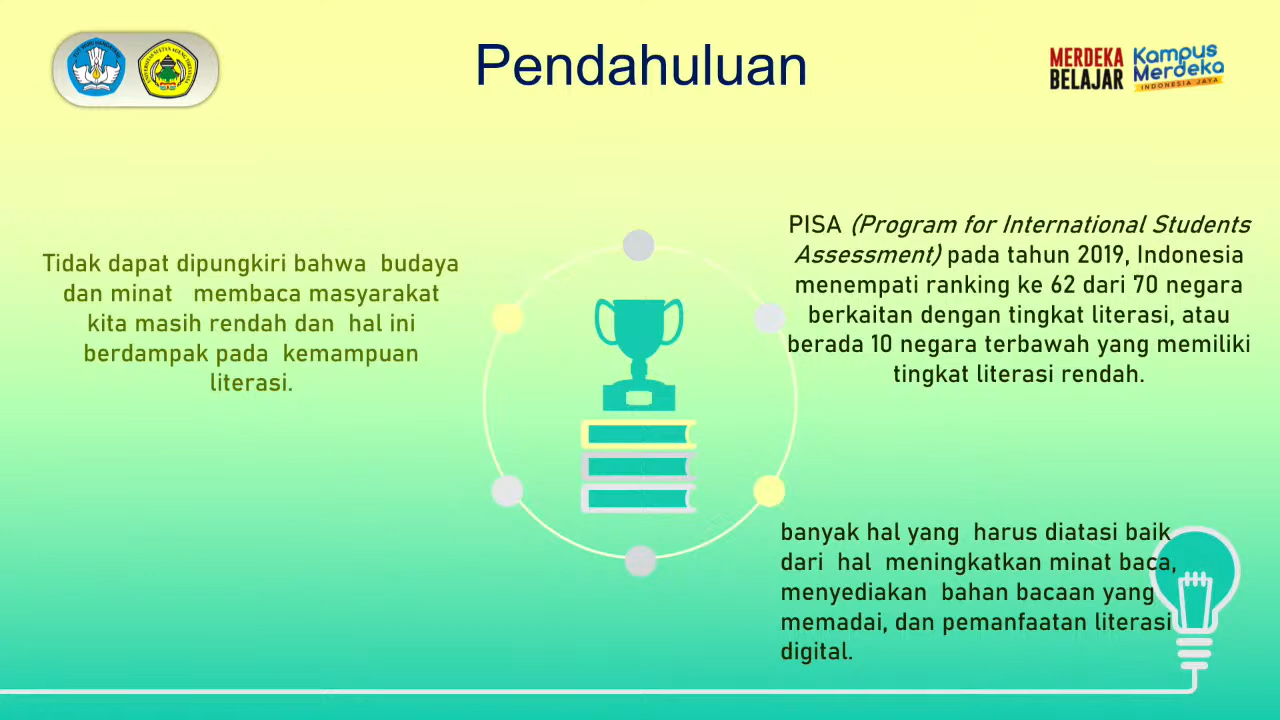 Pendahuluan
MERDEKA
BELAJAR
Kampus
Merdeka
INDONESIA JAYA
Tidak dapat dipungkiri bahwa budaya
dan minat membaca masyarakat
kita masih rendah dan hal ini
berdampak pada kemampuan
literasi.
PISA (Program for International Students
Assessment) pada tahun 2019, Indonesia
menempati ranking ke 62 dari 70 negara
berkaitan dengan tingkat literasi, atau
berada 10 negara terbawah yang memiliki
tingkat literasi rendah.
banyak hal yang harus diatasi baik
dari hal meningkatkan minat baca,
menyediakan bahan bacaan yang
memadai, dan pemanfaatan literasi
digital.